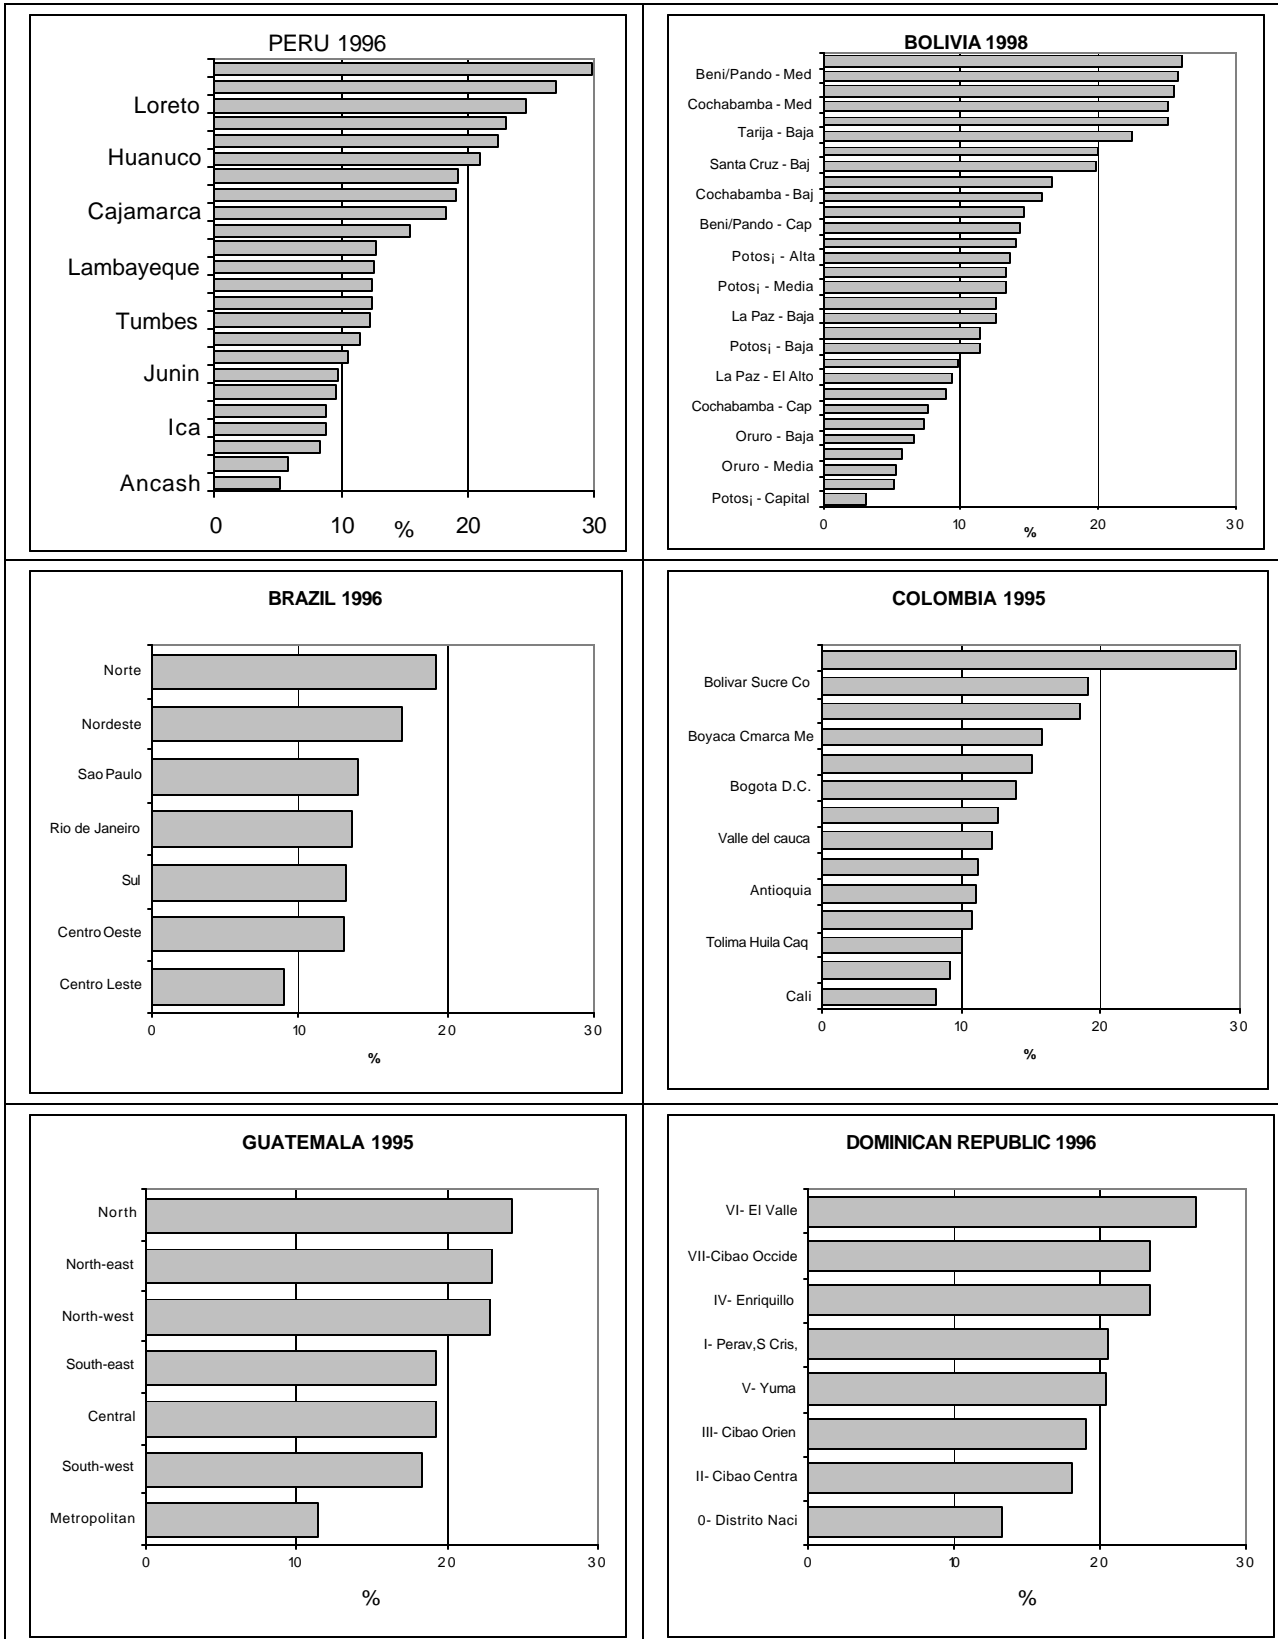 PERU 1996
Loreto
Huanuco
Cajamarca
Lambayeque
Tumbes
Junin
Ica
Ancash
0 10 % 20 30
BOLIVIA 1998
Beni/Pando - Med
Cochabamba - Med
Tarija - Baja
Santa Cruz - Baj
Cochabamba - Baj
Beni/Pando - Cap
Potos¡ - Alta
Potos¡ - Media
La Paz - Baja
Potos¡ - Baja
La Paz - El Alto
Cochabamba - Cap
Oruro - Baja
Oruro - Media
Potos¡ - Capital
0 10 20 30
%
BRAZIL 1996
Norte
Nordeste
Sao Paulo
Rio de Janeiro
Sul
Centro Oeste
Centro Leste
0 10 20 30
%
COLOMBIA 1995
Bolivar Sucre Co
Boyaca Cmarca Me
Bogota D.C.
Valle del cauca
Antioquia
Tolima Huila Caq
Cali
0 10 20 30
%
GUATEMALA 1995
North
North-east
North-west
South-east
Central
South-west
Metropolitan
0 10 20 30
%
DOMINICAN REPUBLIC 1996
VI- El Valle
VII-Cibao Occide
IV- Enriquillo
I- Perav,S Cris,
V- Yuma
III- Cibao Orien
II- Cibao Centra
0- Distrito Naci
0 10 20 30
%